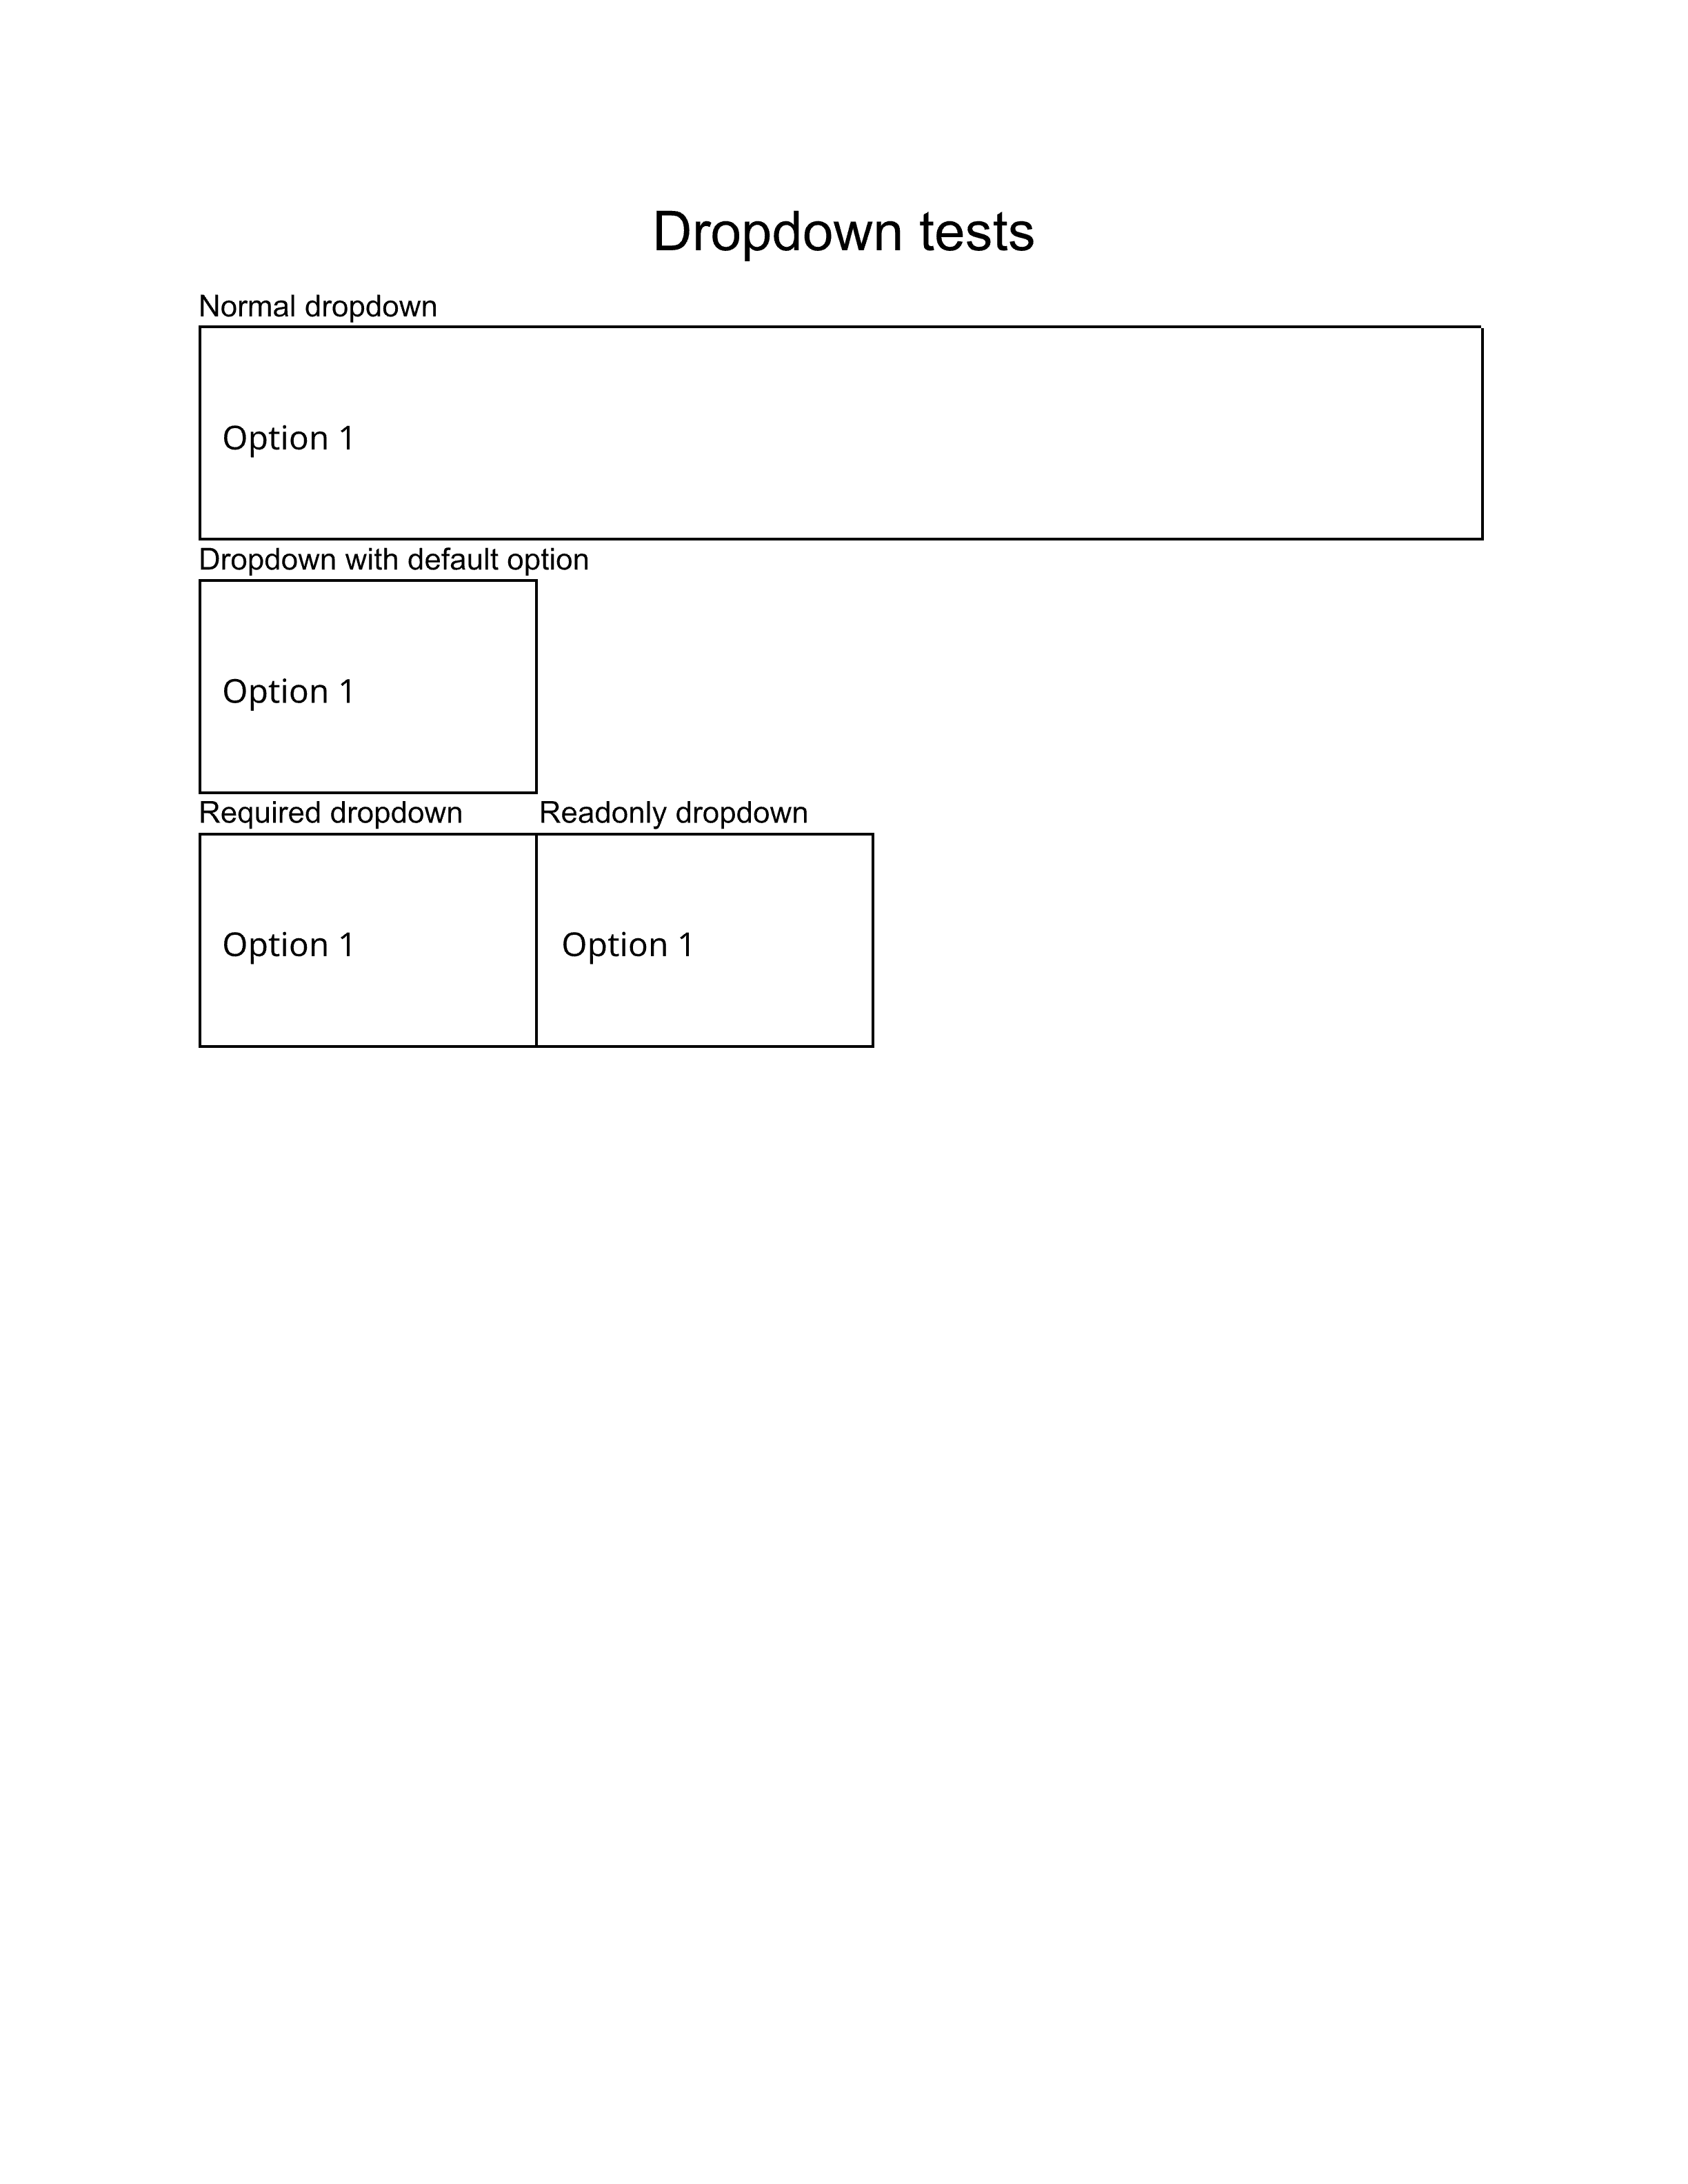 Dropdown tests
Normal dropdown
Option 1
Dropdown with default option
Option 1
Required dropdown
Readonly dropdown
Option 1
Option 1